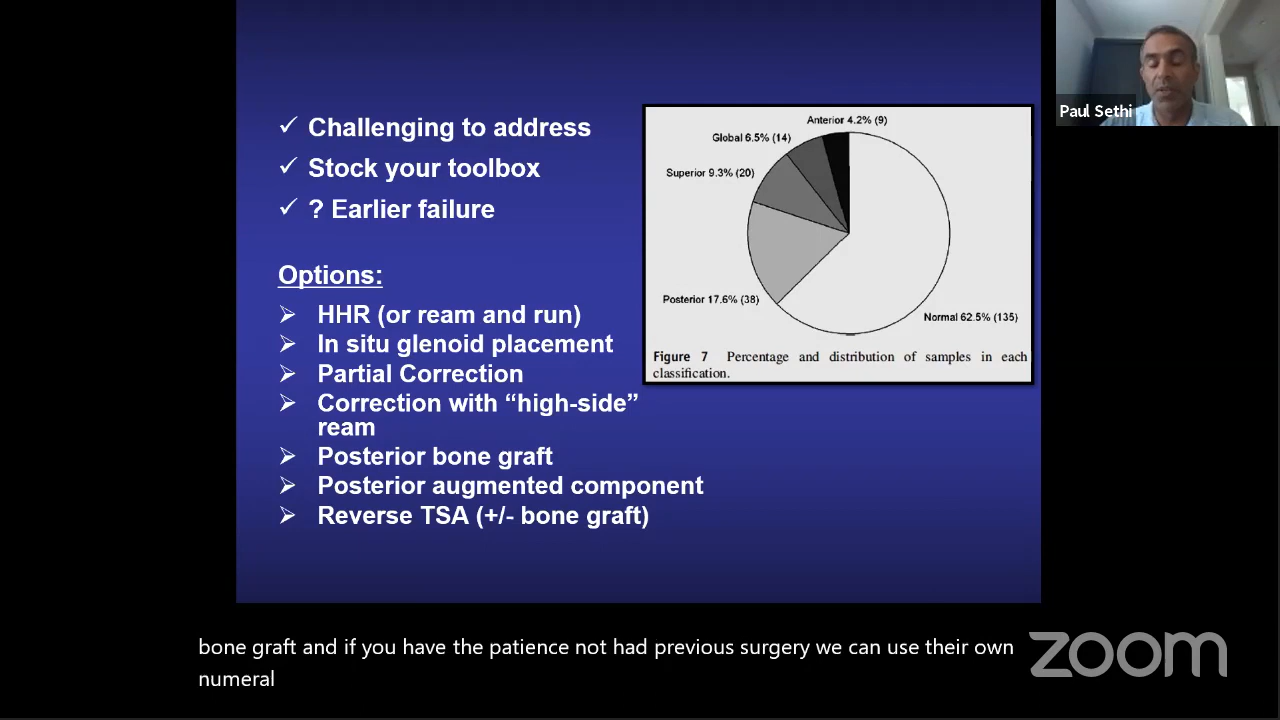 ✓ Challenging to address
✓ Stock your toolbox
✓ ? Earlier failure
Options:
➢ HHR (or ream and run)
➢ In situ glenoid placement
➢ Partial Correction
➢ Correction with “high-side”
ream
➢ Posterior bone graft
➢ Posterior augmented component
➢ Reverse TSA (+/- bone graft)
Anterior 4.2% (9)
Global 6.5% (14)
Superior 9.3% (20)
Posterior 17.6% (38)
Normal 62.5% (135)
Figure 7 Percentage and distribution of samples in each
classification.
Paul Sethi
bone graft and if you have the patience not had previous surgery we can use their own
numeral
zoom